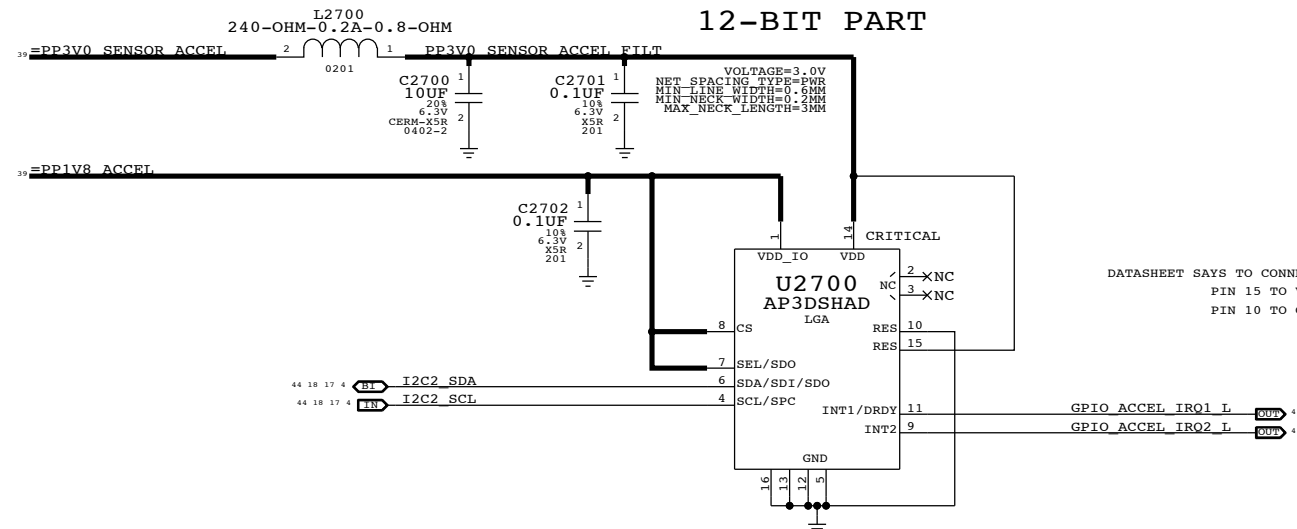 12-BIT PART
L2700
240-OHM-0.2A-0.8-OHM
39 =PP3V0_SENSOR_ACCEL
2
1
PP3V0_SENSOR_ACCEL_FILT
0201
C2700
10UF
20%
6.3V
CERM-X5R
0402-2
1
2
C2701
0.1UF
10%
6.3V
X5R
201
1
2
VOLTAGE=3.0V
NET_SPACING_TYPE=PWR
MIN_LINE_WIDTH=0.6MM
MIN_NECK_WIDTH=0.2MM
MAX_NECK_LENGTH=3MM
39 =PP1V8_ACCEL
C2702
0.1UF
10%
6.3V
X5R
201
1
2
1
14
CRITICAL
VDD_IO
VDD
U2700
AP3DSHAD
LGA
NC
2 NC
3 NC
DATASHEET SAYS TO CONN
PIN 15 TO
PIN 10 TO
8 CS
RES 10
RES 15
7 SEL/SDO
44 18 17 4 BI I2C2_SDA 6 SDA/SDI/SDO
44 18 17 4 IN I2C2_SCL 4 SCL/SPC
INT1/DRDY 11 GPIO_ACCEL_IRQ1_L OUT 4
INT2 9 GPIO_ACCEL_IRQ2_L OUT 4
GND
16
13
12
5